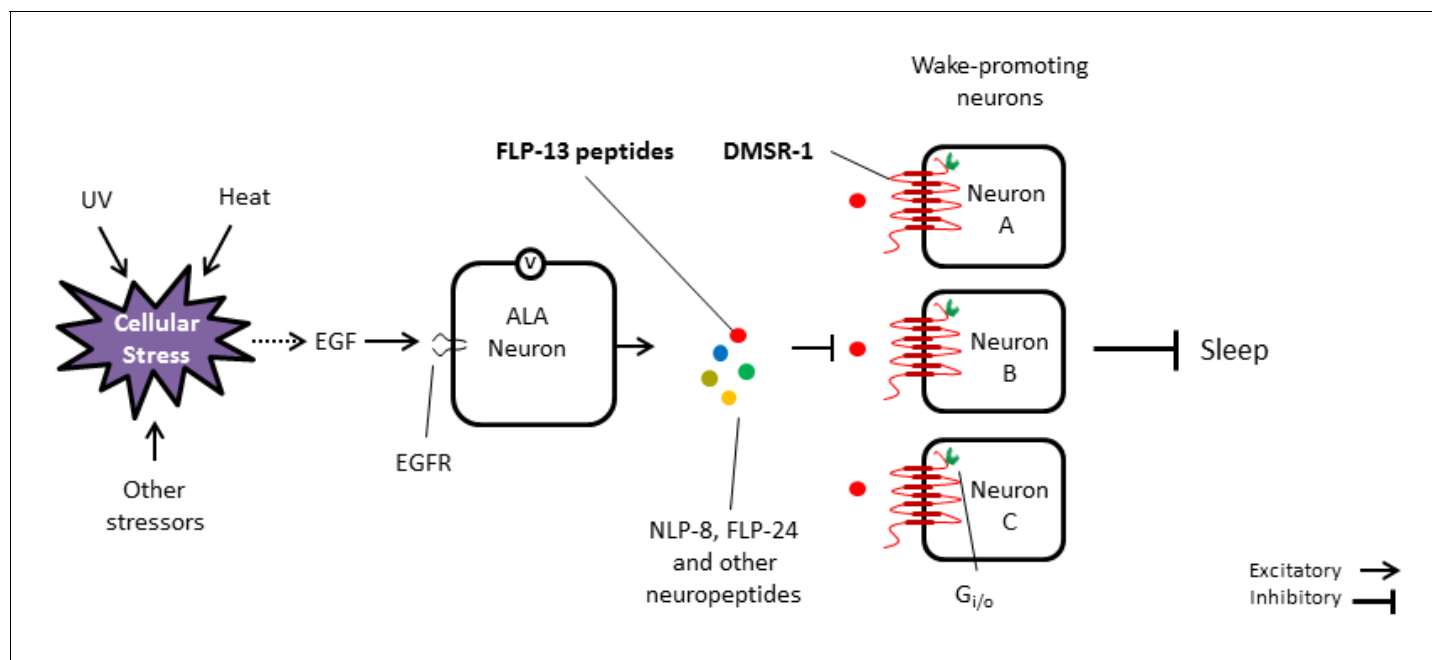 Wake-promoting
neurons
FLP-13 peptides
DMSR-1
UV
Heat
Neuron
A
V
Cellular
Stress
EGF
ALA
Neuron
Neuron
B
Sleep
EGFR
Other
stressors
NLP-8, FLP-24
and other
neuropeptides
Neuron
C
Gi/o
Excitatory
Inhibitory